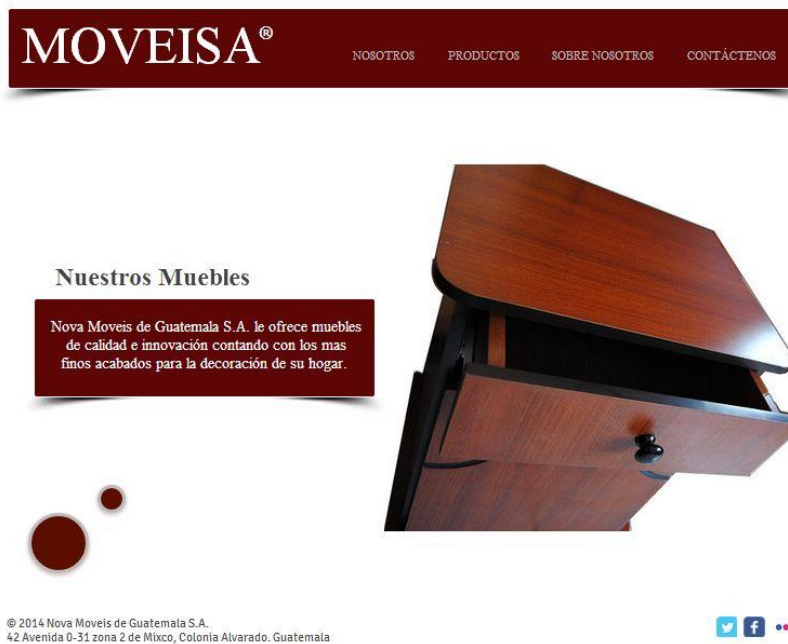 MOVEISA®
NOSOTROS PRODUCTOS SOBRE NOSOTROS CONTÁCTENOS
Nuestros Muebles
Nova Moveis de Guatemala S.A. le ofrece muebles
de calidad e innovación contando con los mas
finos acabados para la decoración de su hogar.
© 2014 Nova Moveis de Guatemala S.A.
42 Avenida 0-31 zona 2 de Mixco, Colonia Alvarado. Guatemala